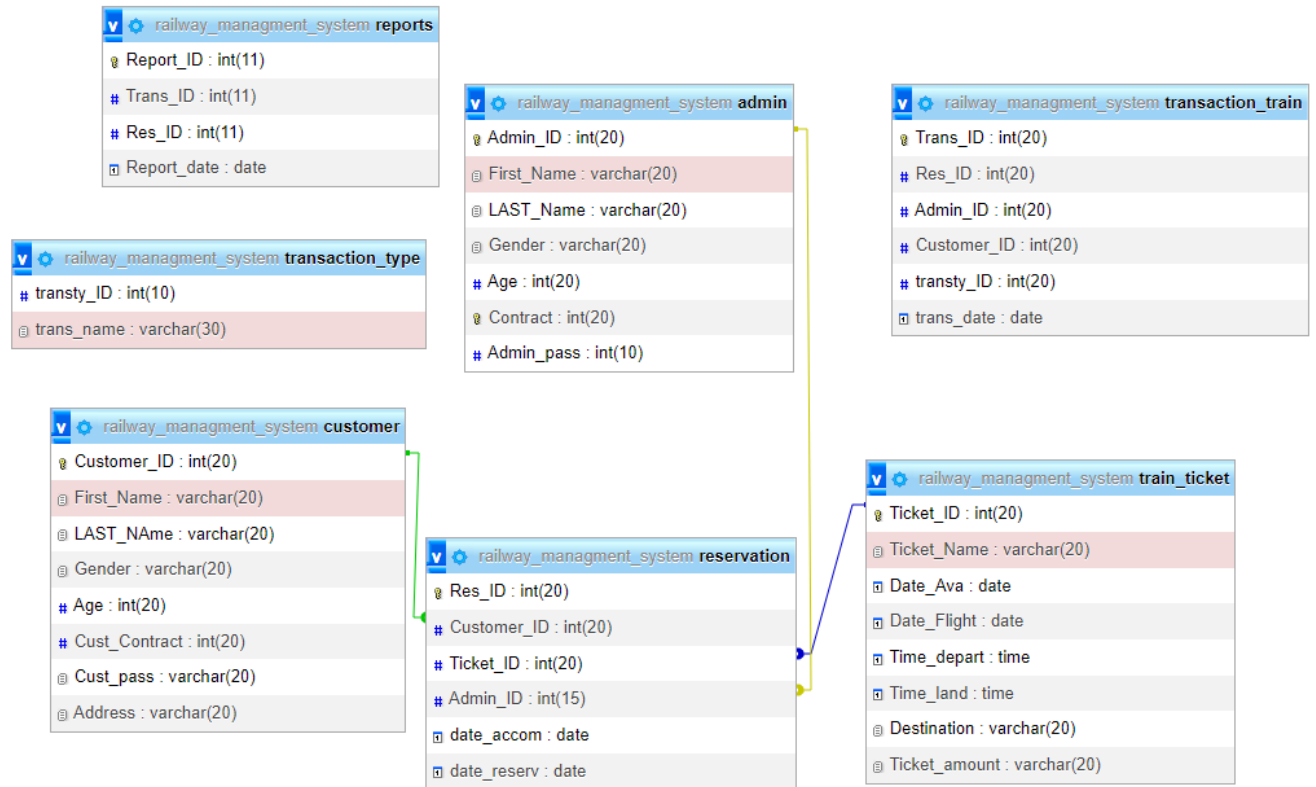 railway_managment_system reports
Report_ID : int(11)
Trans_ID : int(11)
Res_ID : int(11)
Report_date : date
railway_managment_system admin
Admin_ID : int(20)
First_Name : varchar(20)
LAST_Name : varchar(20)
Gender : varchar(20)
Age : int(20)
Contract : int(20)
Admin_pass : int(10)
railway_managment_system transaction_train
Trans_ID : int(20)
Res_ID : int(20)
Admin_ID : int(20)
Customer_ID : int(20)
transty_ID : int(20)
trans_date : date
railway_managment_system transaction_type
transty_ID : int(10)
trans_name : varchar(30)
railway_managment_system customer
Customer_ID : int(20)
First_Name : varchar(20)
LAST_NAme : varchar(20)
Gender : varchar(20)
Age : int(20)
Cust_Contract : int(20)
Cust_pass : varchar(20)
Address : varchar(20)
railway_managment_system reservation
Res_ID : int(20)
Customer_ID : int(20)
Ticket_ID : int(20)
Admin_ID : int(15)
date_accom : date
date_reserv : date
railway_managment_system train_ticket
Ticket_ID : int(20)
Ticket_Name : varchar(20)
Date_Ava : date
Date_Flight : date
Time_depart : time
Time_land : time
Destination : varchar(20)
Ticket_amount : varchar(20)